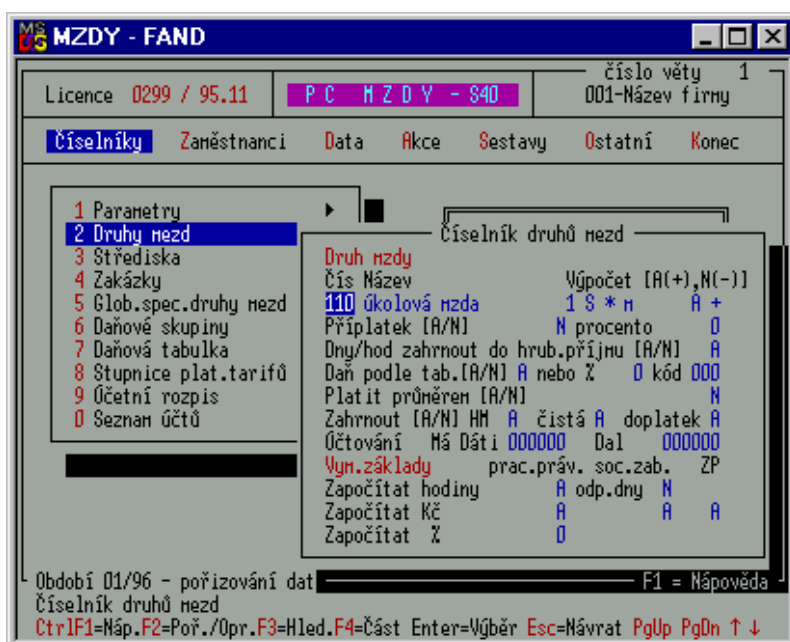 MZDY - FAND
číslo věty 1
Licence 0299 / 95.11 PC MZDY - S40 001-Název firmy
Číselníky Zaměstnanci Data Akce Sestavy Ostatní Konec
1 Parametry
2 Druhy mezd
3 Střediska
4 Zakázky
5 Glob.spec.druhy mezd
6 Daňové skupiny
7 Daňová tabulka
8 Stupnice plat.tarifů
9 Účetní rozpis
0 Seznam účtů
Číselník druhů mezd
Druh mzdy
Čís Název Výpočet [A(+),N(-)]
110 úkolová mzda 1 S * m A +
Příplatek [A/N] N procento 0
Dny/hod zahrnout do hrub.příjmu [A/N] A
Daň podle tab.[A/N] A nebo % 0 kód 000
Platit průměrem [A/N] N
Zahrnout [A/N] HM A čistá A doplatek A
Účtování Má Dáti 000000 Dal 000000
Vym.základy prac.práv. soc.zab. ZP
Započítat hodiny A odp.dny N
Započítat Kč A A A
Započítat % 0
Období 01/96 - pořizování dat F1 = Nápověda
Číselník druhů mezd
CtrlF1=Náp.F2=Poř./Opr.F3=Hled.F4=Část Enter=Výběr Esc=Návrat PgUp PgDn ↑ ↓